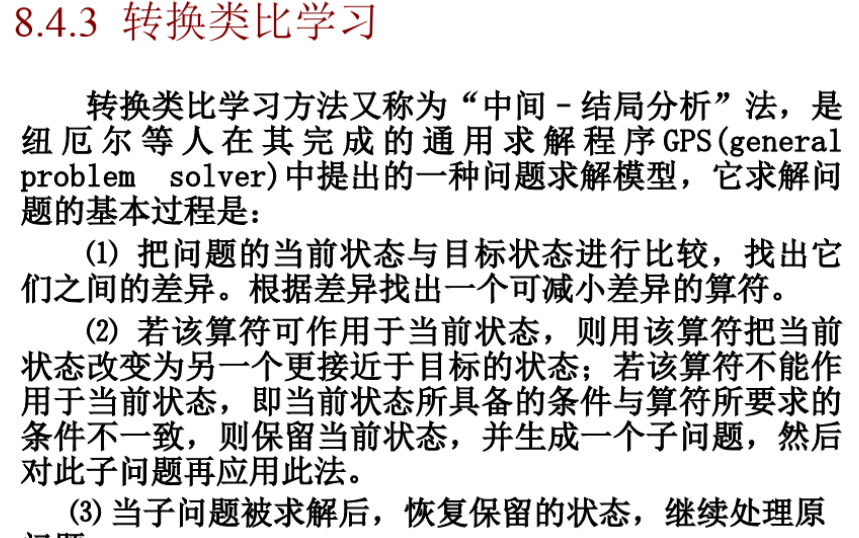 8.4.3 转换类比学习
转换类比学习方法又称为“中间－结局分析”法，是
纽厄尔等人在其完成的通用求解程序GPS(general
problem solver)中提出的一种问题求解模型，它求解问
题的基本过程是：
⑴ 把问题的当前状态与目标状态进行比较，找出它
们之间的差异。根据差异找出一个可减小差异的算符。
⑵ 若该算符可作用于当前状态，则用该算符把当前
状态改变为另一个更接近于目标的状态；若该算符不能作
用于当前状态，即当前状态所具备的条件与算符所要求的
条件不一致，则保留当前状态，并生成一个子问题，然后
对此子问题再应用此法。
⑶ 当子问题被求解后，恢复保留的状态，继续处理原